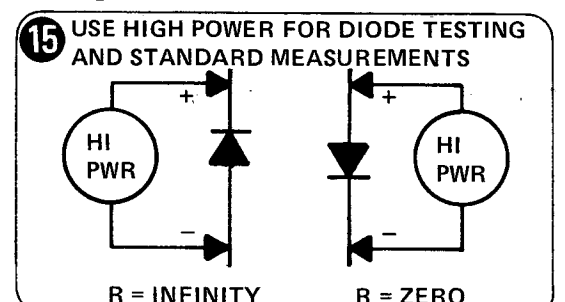 15 USE HIGH POWER FOR DIODE TESTING
AND STANDARD MEASUREMENTS
+ +
HI HI
PWR PWR
− −
R = INFINITY R = ZERO